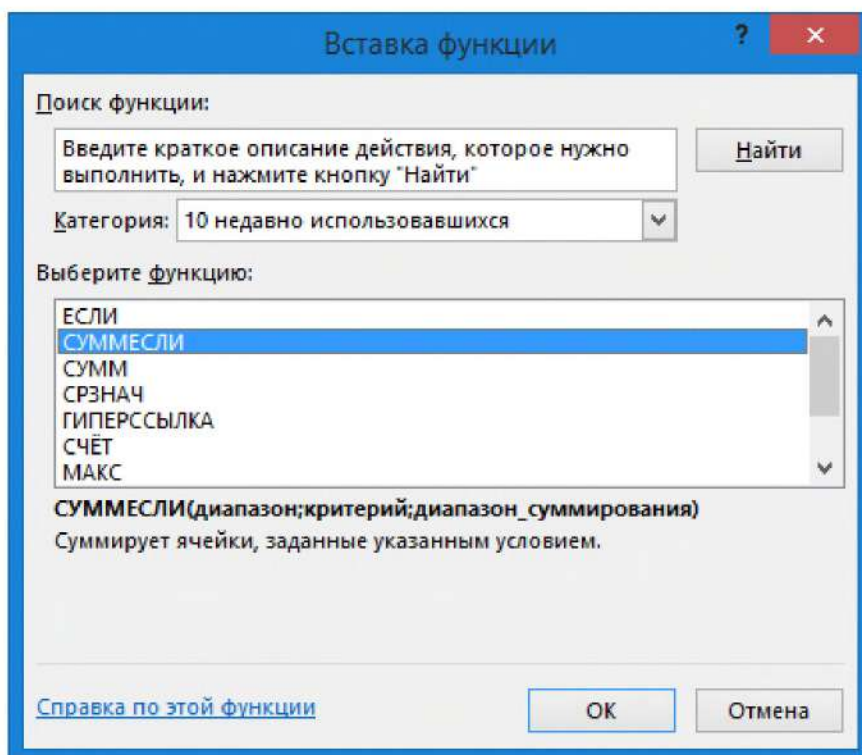 Вставка функции
?
Поиск функции:
Введите краткое описание действия, которое нужно
выполнить, и нажмите кнопку "Найти"
Найти
Категория: 10 недавно использовавшихся
Выберите функцию:
ЕСЛИ
СУММЕСЛИ
СУММ
СРЗНАЧ
ГИПЕРССЫЛКА
СЧЁТ
МАКС
СУММЕСЛИ(диапазон;критерий;диапазон_суммирования)
Суммирует ячейки, заданные указанным условием.
Справка по этой функции
ОК
Отмена